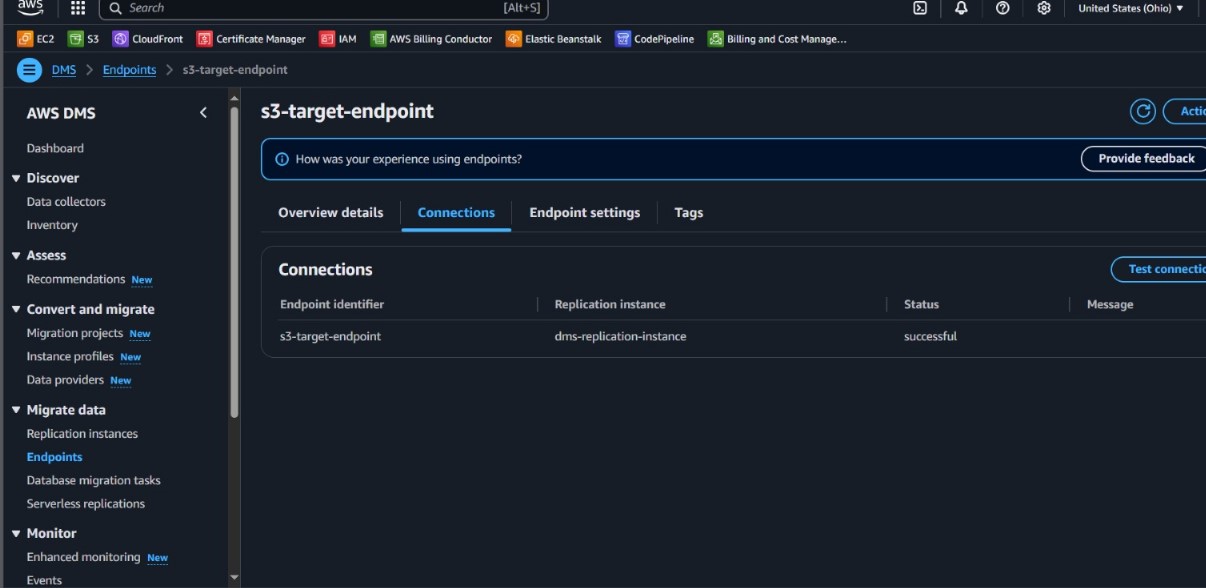 aws
Search [Alt+S] United States (Ohio)
EC2 S3 CloudFront Certificate Manager IAM AWS Billing Conductor Elastic Beanstalk CodePipeline Billing and Cost Manage...
DMS Endpoints s3-target-endpoint
AWS DMS
Dashboard
Discover
Data collectors
Inventory
Assess
Recommendations New
Convert and migrate
Migration projects New
Instance profiles New
Data providers New
Migrate data
Replication instances
Endpoints
Database migration tasks
Serverless replications
Monitor
Enhanced monitoring New
Events
s3-target-endpoint
Actio
How was your experience using endpoints? Provide feedback
Overview details Connections Endpoint settings Tags
Connections
Test connectio
Endpoint identifier Replication instance Status Message
s3-target-endpoint dms-replication-instance successful